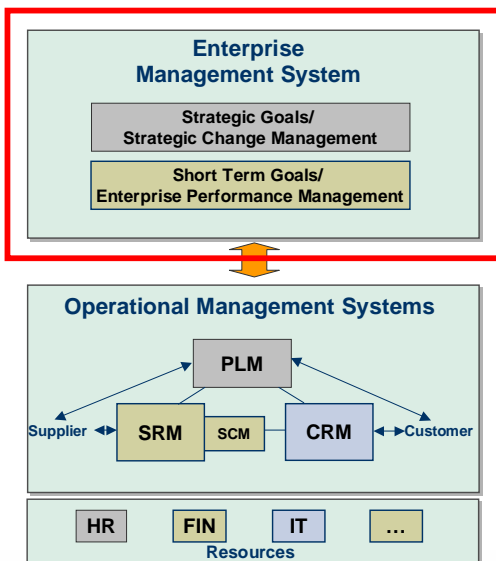 Enterprise
Management System
Strategic Goals/
Strategic Change Management
Short Term Goals/
Enterprise Performance Management
Operational Management Systems
PLM
Supplier
SRM
SCM
CRM
Customer
HR
FIN
IT
...
Resources